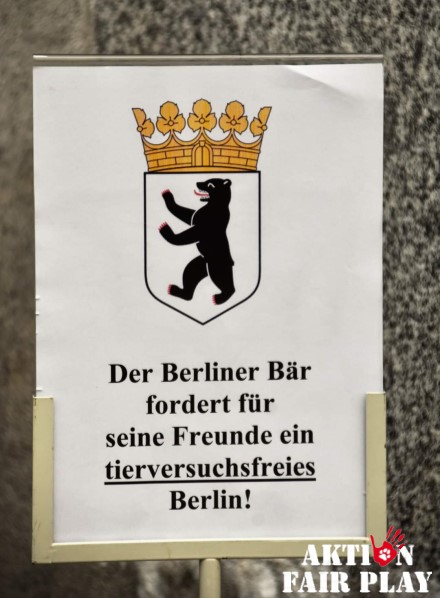 Der Berliner Bär
fordert für
seine Freunde ein
tierversuchsfreies
Berlin!
AKTION
FAIR PLAY